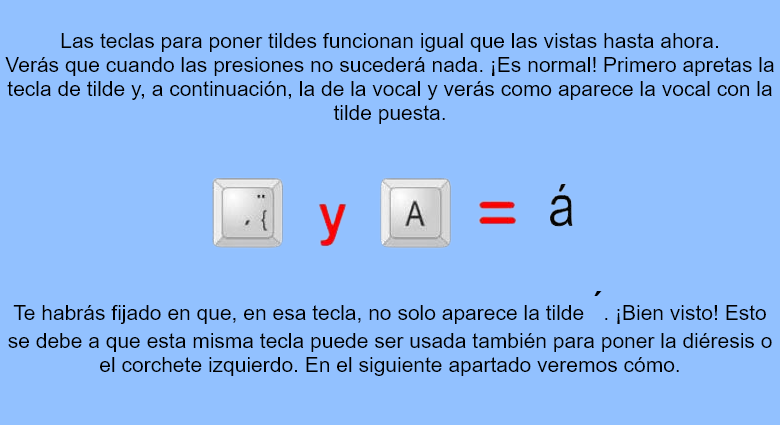 Las teclas para poner tildes funcionan igual que las vistas hasta ahora.
Verás que cuando las presiones no sucederá nada. ¡Es normal! Primero apretas la
tecla de tilde y, a continuación, la de la vocal y verás como aparece la vocal con la
tilde puesta.
¨ ´ { y A = á
Te habrás fijado en que, en esa tecla, no solo aparece la tilde ´. ¡Bien visto! Esto
se debe a que esta misma tecla puede ser usada también para poner la diéresis o
el corchete izquierdo. En el siguiente apartado veremos cómo.